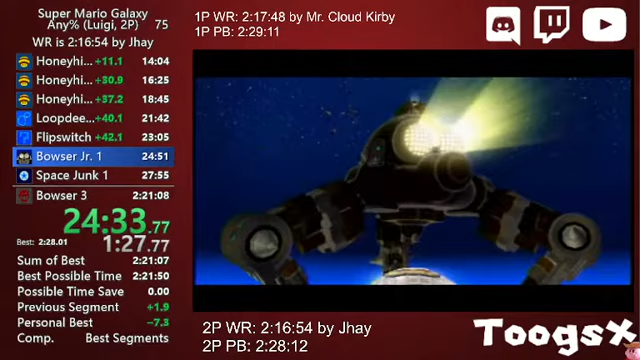 Super Mario Galaxy
Any% (Luigi, 2P) 75
WR is 2:16:54 by Jhay
Honeyhi... +11.1 14:04
Honeyhi... +30.9 16:25
Honeyhi... +37.2 18:45
Loopdee... +40.1 21:42
Flipswitch +42.1 23:05
Bowser Jr. 1 24:51
Space Junk 1 27:55
Bowser 3 2:21:08
24:33.77
Best: 2:28.01 1:27.77
Sum of Best 2:21:07
Best Possible Time 2:21:50
Possible Time Save 0.00
Previous Segment +1.9
Personal Best −7.3
Comp. Best Segments
1P WR: 2:17:48 by Mr. Cloud Kirby
1P PB: 2:29:11
2P WR: 2:16:54 by Jhay
2P PB: 2:28:12
ToogsX